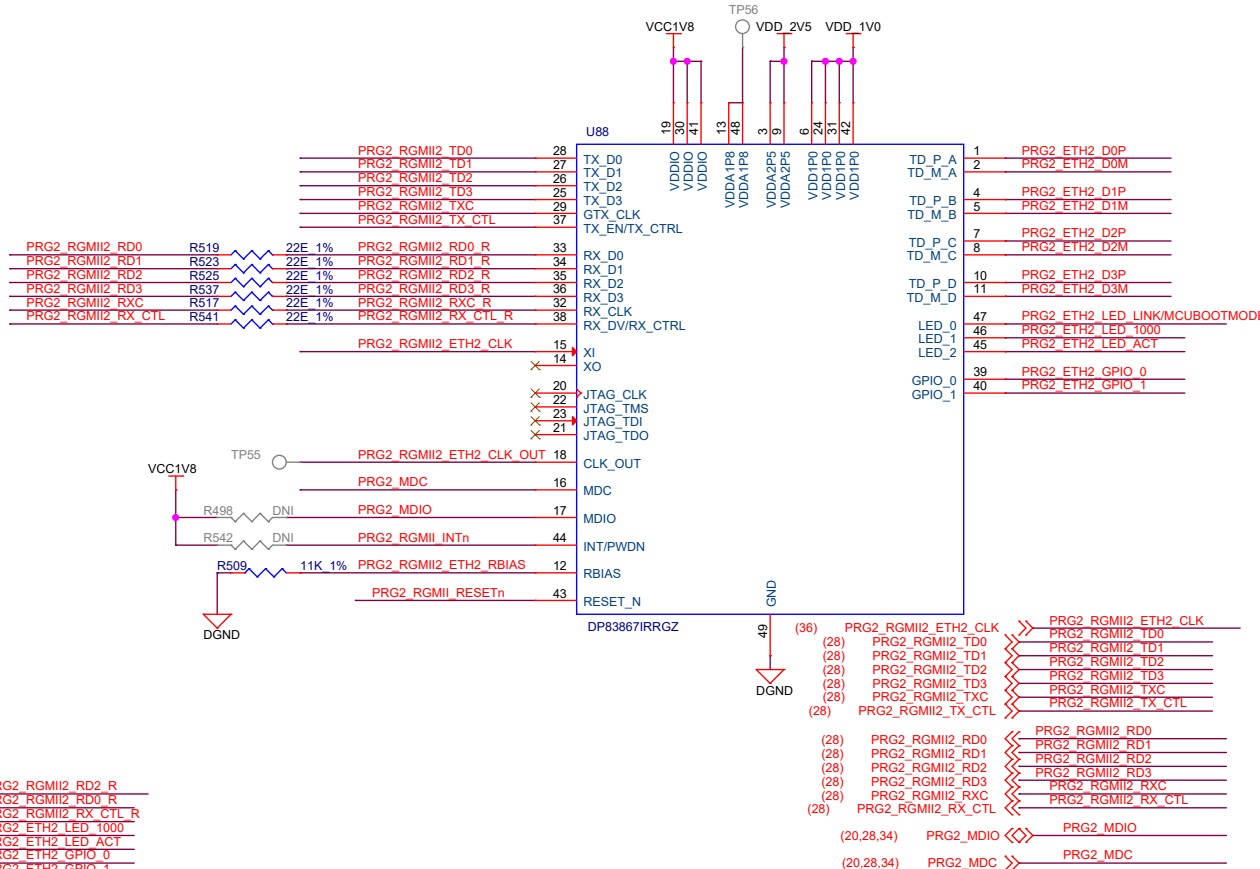 TP56
VCC1V8 VDD_2V5 VDD_1V0
U88
19 30 41 13 48 3 9 6 24 31 42
VDDIO VDDIO VDDIO VDDA1P8 VDDA1P8 VDDA2P5 VDDA2P5 VDD1P0 VDD1P0 VDD1P0 VDD1P0
PRG2_RGMII2_TD0 28 TX_D0
PRG2_RGMII2_TD1 27 TX_D1
PRG2_RGMII2_TD2 26 TX_D2
PRG2_RGMII2_TD3 25 TX_D3
PRG2_RGMII2_TXC 29 GTX_CLK
PRG2_RGMII2_TX_CTL 37 TX_EN/TX_CTRL
PRG2_RGMII2_RD0 R519 22E_1% PRG2_RGMII2_RD0_R 33 RX_D0
PRG2_RGMII2_RD1 R523 22E_1% PRG2_RGMII2_RD1_R 34 RX_D1
PRG2_RGMII2_RD2 R525 22E_1% PRG2_RGMII2_RD2_R 35 RX_D2
PRG2_RGMII2_RD3 R537 22E_1% PRG2_RGMII2_RD3_R 36 RX_D3
PRG2_RGMII2_RXC R517 22E_1% PRG2_RGMII2_RXC_R 32 RX_CLK
PRG2_RGMII2_RX_CTL R541 22E_1% PRG2_RGMII2_RX_CTL_R 38 RX_DV/RX_CTRL
PRG2_RGMII2_ETH2_CLK 15 XI
14 XO
20 JTAG_CLK
22 JTAG_TMS
23 JTAG_TDI
21 JTAG_TDO
TP55 PRG2_RGMII2_ETH2_CLK_OUT 18 CLK_OUT
VCC1V8
PRG2_MDC 16 MDC
R498 DNI PRG2_MDIO 17 MDIO
R542 DNI PRG2_RGMII_INTn 44 INT/PWDN
R509 11K_1% PRG2_RGMII2_ETH2_RBIAS 12 RBIAS
PRG2_RGMII_RESETn 43 RESET_N
DGND
TD_P_A 1 PRG2_ETH2_D0P
TD_M_A 2 PRG2_ETH2_D0M
TD_P_B 4 PRG2_ETH2_D1P
TD_M_B 5 PRG2_ETH2_D1M
TD_P_C 7 PRG2_ETH2_D2P
TD_M_C 8 PRG2_ETH2_D2M
TD_P_D 10 PRG2_ETH2_D3P
TD_M_D 11 PRG2_ETH2_D3M
LED_0 47 PRG2_ETH2_LED_LINK/MCUBOOTMODE
LED_1 46 PRG2_ETH2_LED_1000
LED_2 45 PRG2_ETH2_LED_ACT
GPIO_0 39 PRG2_ETH2_GPIO_0
GPIO_1 40 PRG2_ETH2_GPIO_1
GND
49
DP83867IRRGZ
DGND
(36) PRG2_RGMII2_ETH2_CLK PRG2_RGMII2_ETH2_CLK
(28) PRG2_RGMII2_TD0 PRG2_RGMII2_TD0
(28) PRG2_RGMII2_TD1 PRG2_RGMII2_TD1
(28) PRG2_RGMII2_TD2 PRG2_RGMII2_TD2
(28) PRG2_RGMII2_TD3 PRG2_RGMII2_TD3
(28) PRG2_RGMII2_TXC PRG2_RGMII2_TXC
(28) PRG2_RGMII2_TX_CTL PRG2_RGMII2_TX_CTL
(28) PRG2_RGMII2_RD0 PRG2_RGMII2_RD0
(28) PRG2_RGMII2_RD1 PRG2_RGMII2_RD1
(28) PRG2_RGMII2_RD2 PRG2_RGMII2_RD2
(28) PRG2_RGMII2_RD3 PRG2_RGMII2_RD3
(28) PRG2_RGMII2_RXC PRG2_RGMII2_RXC
(28) PRG2_RGMII2_RX_CTL PRG2_RGMII2_RX_CTL
(20,28,34) PRG2_MDIO PRG2_MDIO
(20,28,34) PRG2_MDC PRG2_MDC
RG2_RGMII2_RD2_R
RG2_RGMII2_RD0_R
RG2_RGMII2_RX_CTL_R
RG2_ETH2_LED_1000
RG2_ETH2_LED_ACT
RG2_ETH2_GPIO_0
RG2_ETH2_GPIO_1